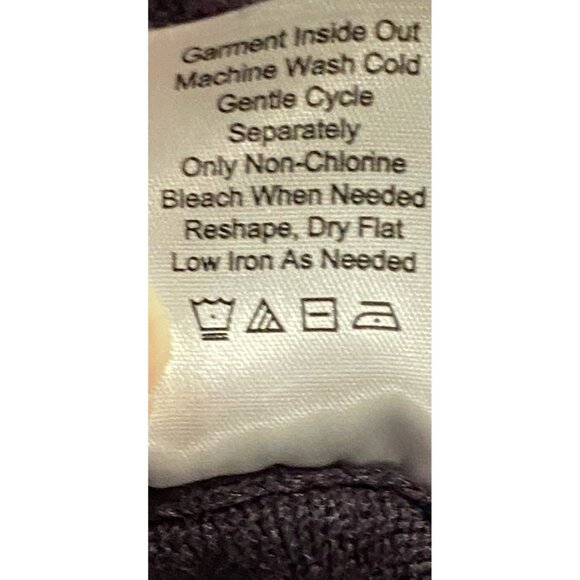 Garment Inside Out
Machine Wash Cold
Gentle Cycle
Separately
Only Non-Chlorine
Bleach When Needed
Reshape, Dry Flat
Low Iron As Needed